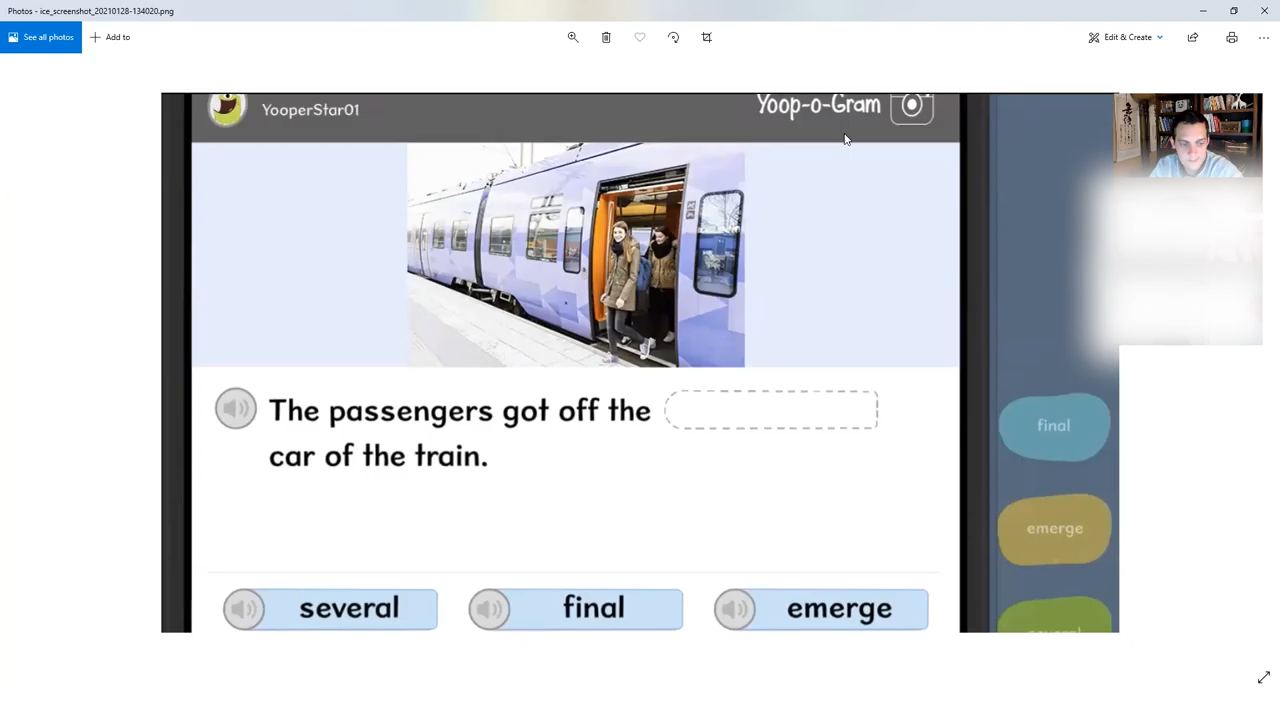 Photos - ice_screenshot_20210128-134020.png
See all photos
Add to
Edit & Create
YooperStar01
Yoop-o-Gram
The passengers got off the
car of the train.
several
final
emerge
final
emerge
several